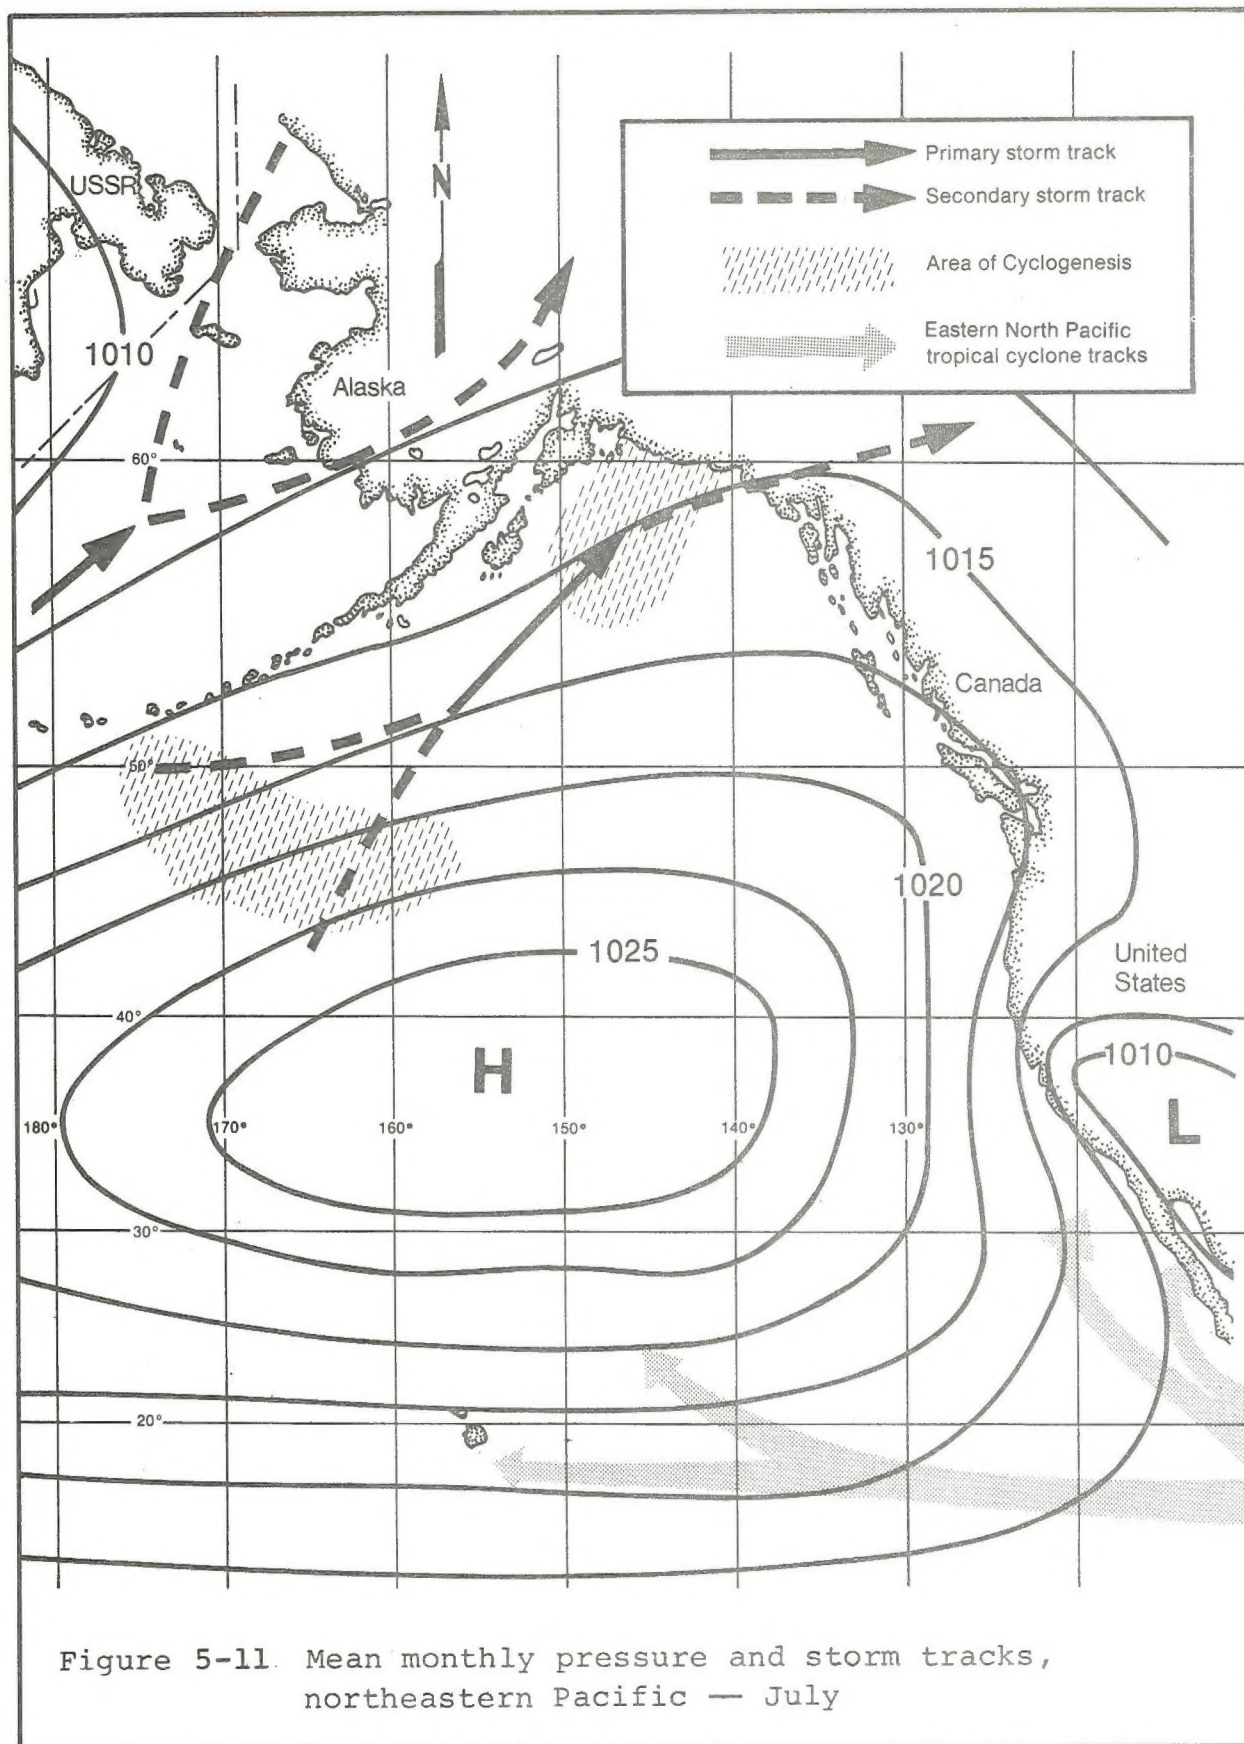 USSR
N
Primary storm track
Secondary storm track
Area of Cyclogenesis
Eastern North Pacific
tropical cyclone tracks
1010
Alaska
60°
1015
Canada
50°
1020
United
States
1025
40°
H
1010
L
180°
170°
160°
150°
140°
130°
30°
20°
Figure 5-11. Mean monthly pressure and storm tracks,
northeastern Pacific — July